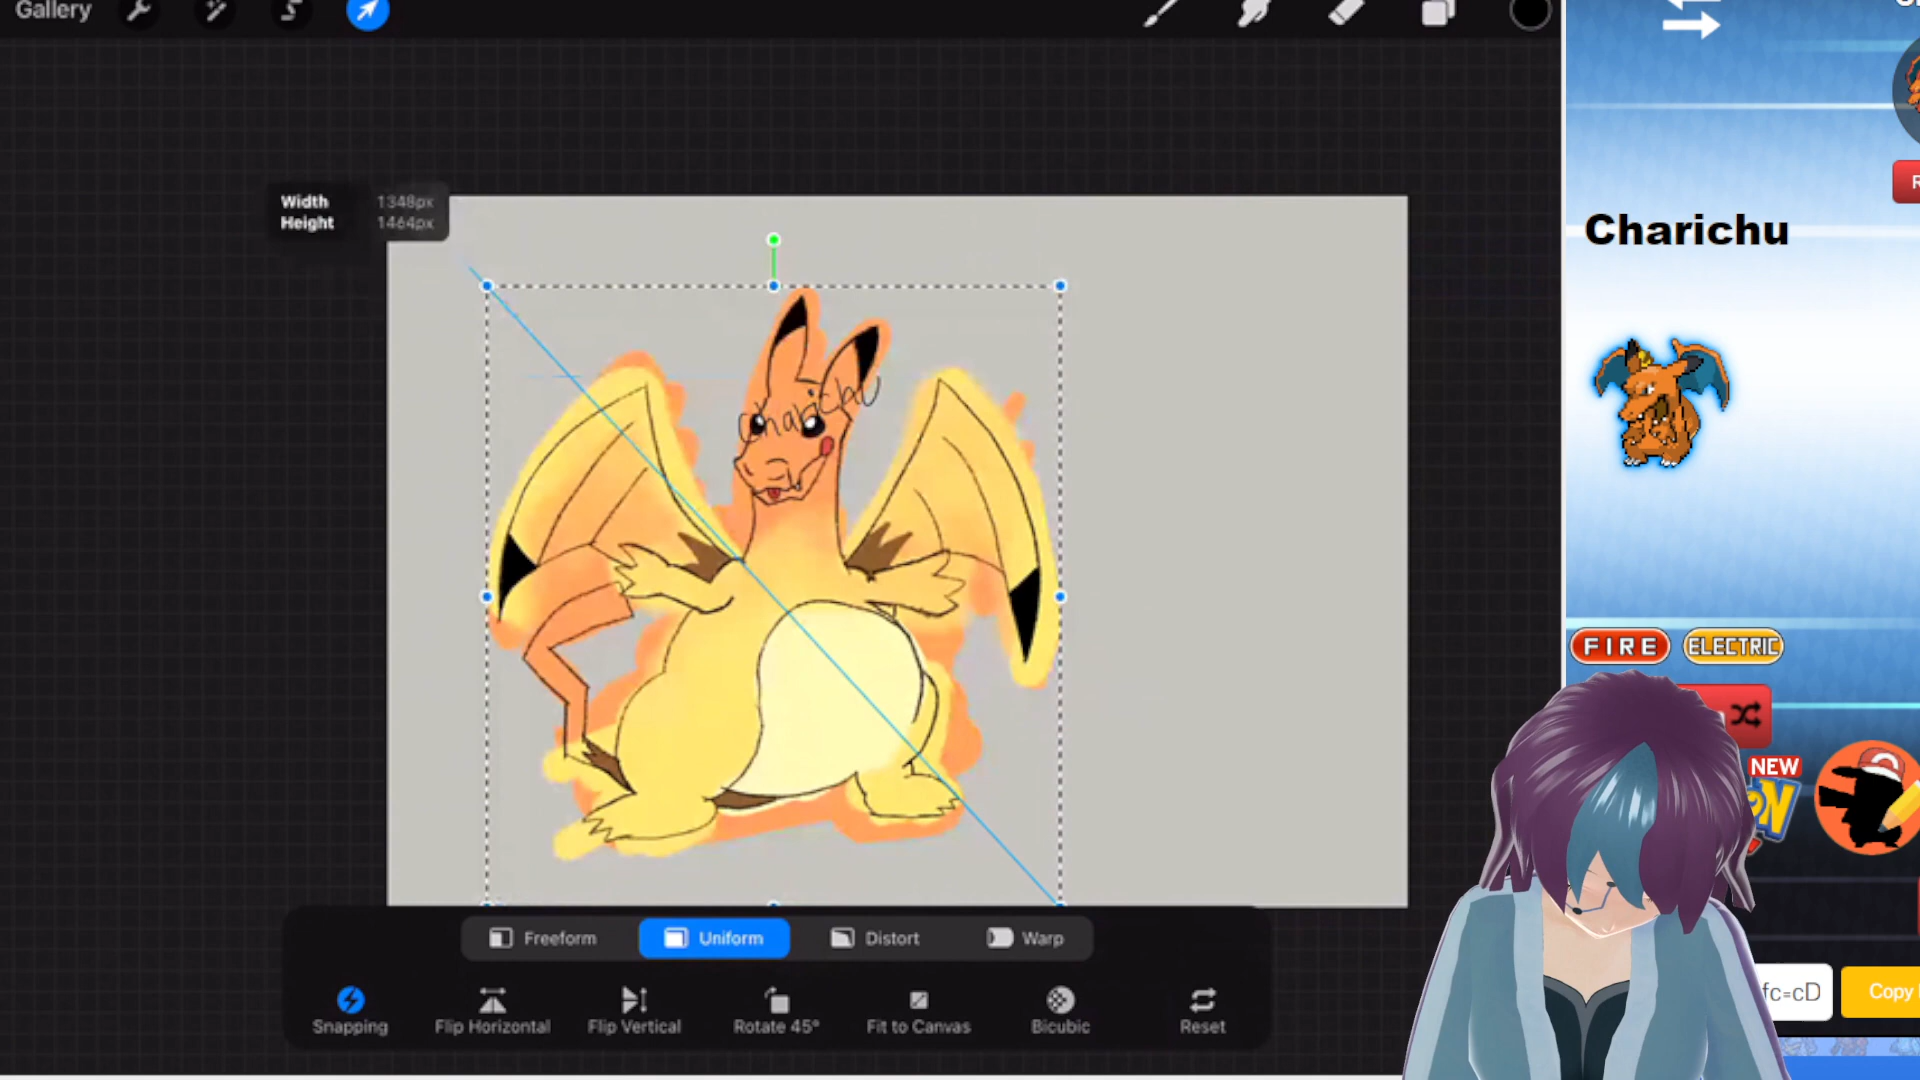 Gallery
Width 1348px
Height 1464px
Charichu
Charichu
FIRE ELECTRIC
NEW
Freeform Uniform Distort Warp
fc=cD
Copy
Snapping Flip Horizontal Flip Vertical Rotate 45° Fit to Canvas Bicubic Reset